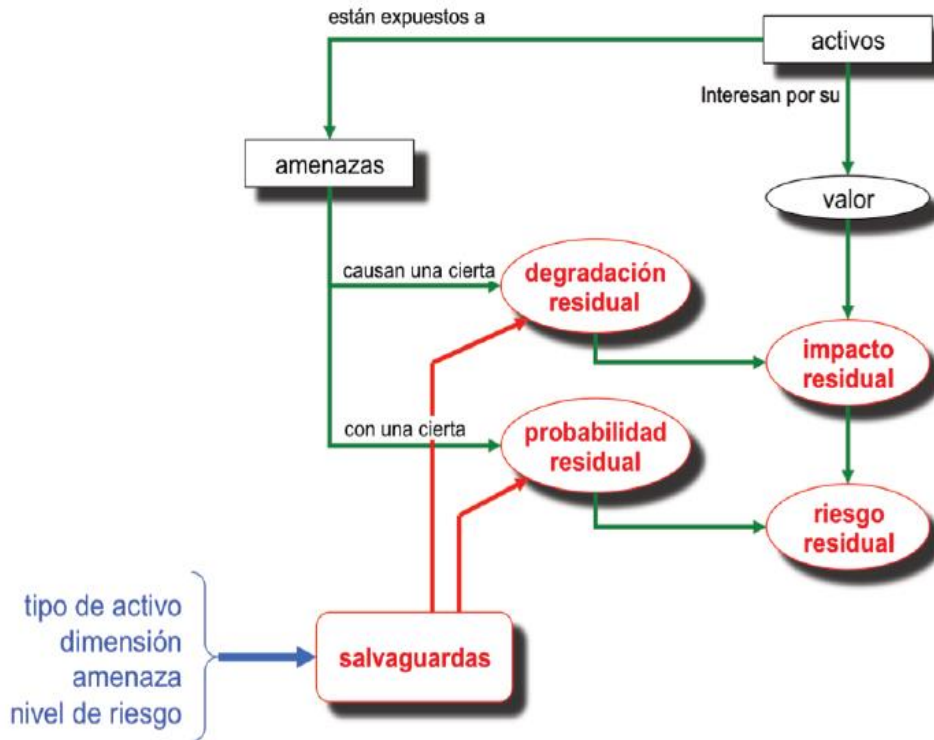 están expuestos a
activos
Interesan por su
amenazas
valor
causan una cierta
degradación
residual
impacto
residual
con una cierta
probabilidad
residual
riesgo
residual
tipo de activo
dimensión
amenaza
nivel de riesgo
salvaguardas